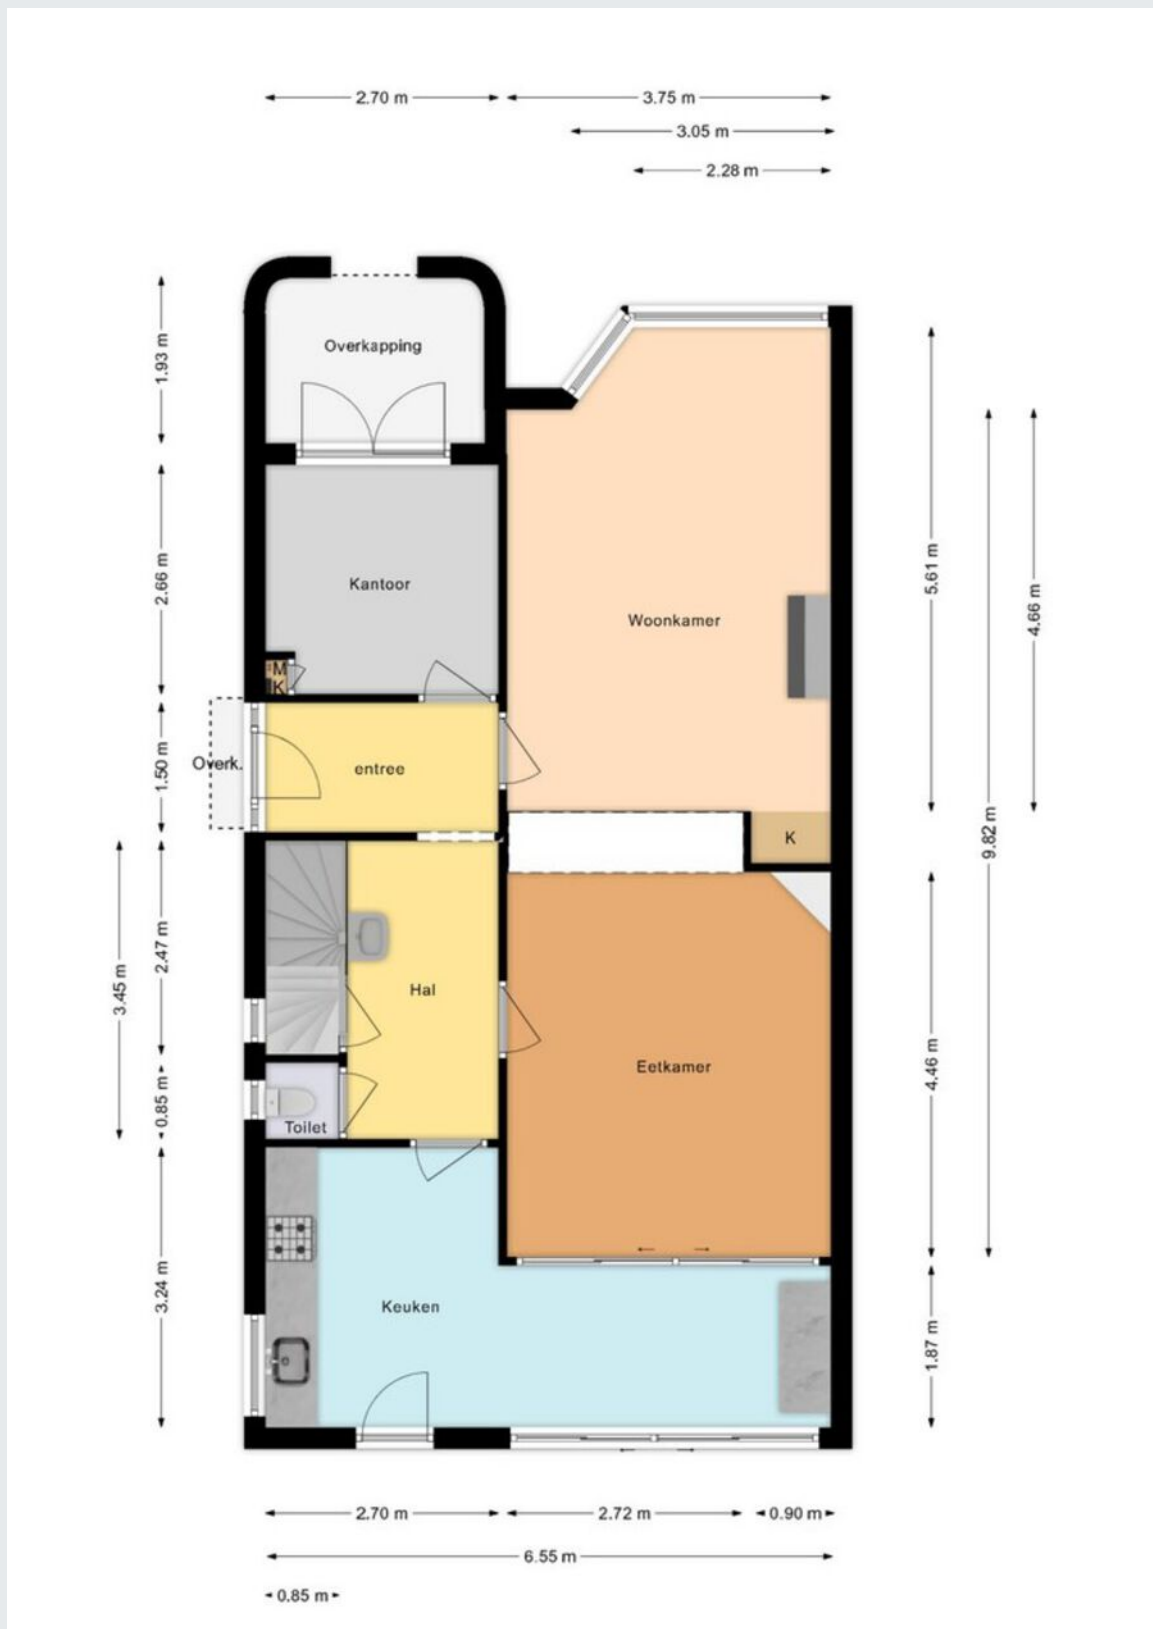 2.70 m
3.75 m
3.05 m
2.28 m
Overkapping
1.93 m
Kantoor
2.66 m
Woonkamer
5.61 m
4.66 m
M
K
Overk.
entree
1.50 m
K
9.82 m
Hal
2.47 m
3.45 m
Eetkamer
4.46 m
0.85 m
Toilet
Keuken
3.24 m
1.87 m
2.70 m
2.72 m
0.90 m
6.55 m
0.85 m